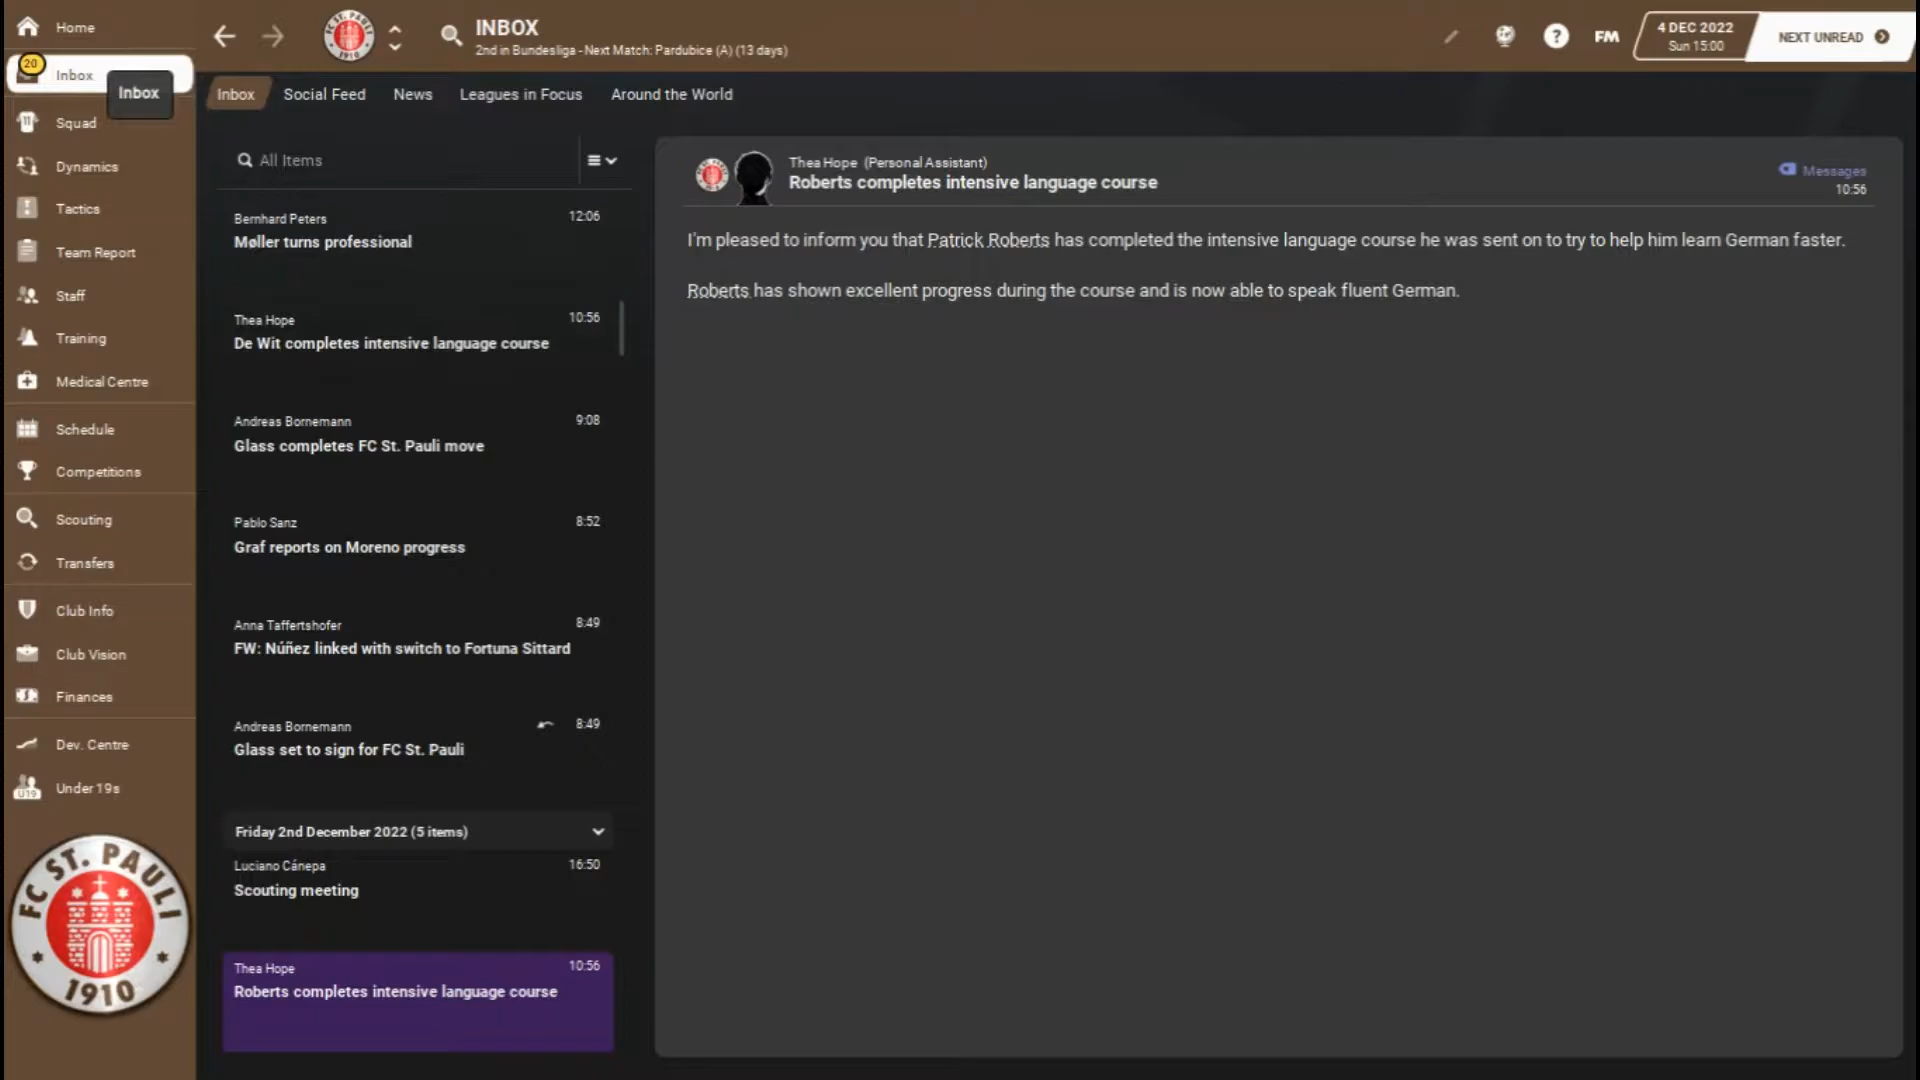 Home
20
Inbox
Inbox
Squad
Dynamics
Tactics
Team Report
Staff
Training
Medical Centre
Schedule
Competitions
Scouting
Transfers
Club Info
Club Vision
Finances
Dev. Centre
U19
Under 19s
FC ST. PAULI
1910
FC ST. PAULI
1910
INBOX
2nd in Bundesliga - Next Match: Pardubice (A) (13 days)
?
FM
4 DEC 2022
Sun 15:00
NEXT UNREAD
Inbox
Social Feed
News
Leagues in Focus
Around the World
All Items
Bernhard Peters
12:06
Møller turns professional
Thea Hope
10:56
De Wit completes intensive language course
Andreas Bornemann
9:08
Glass completes FC St. Pauli move
Pablo Sanz
8:52
Graf reports on Moreno progress
Anna Taffertshofer
8:49
FW: Núñez linked with switch to Fortuna Sittard
Andreas Bornemann
8:49
Glass set to sign for FC St. Pauli
Friday 2nd December 2022 (5 items)
Luciano Cánepa
16:50
Scouting meeting
Thea Hope
10:56
Roberts completes intensive language course
Thea Hope (Personal Assistant)
Roberts completes intensive language course
Messages
10:56
I'm pleased to inform you that Patrick Roberts has completed the intensive language course he was sent on to try to help him learn German faster.
Roberts has shown excellent progress during the course and is now able to speak fluent German.